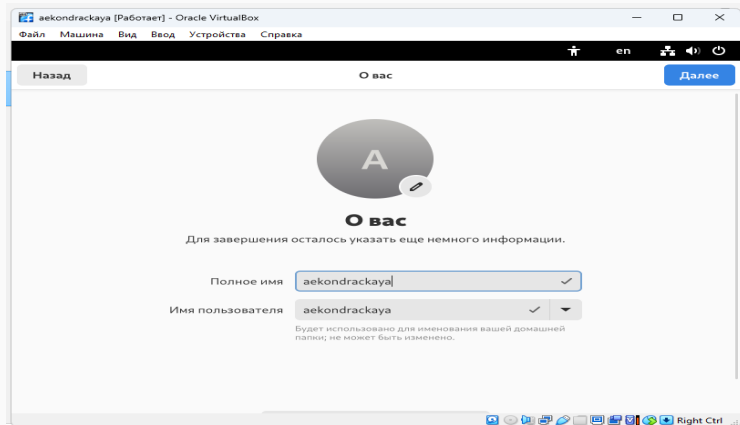 aekondrackaya [Работает] - Oracle VirtualBox
Файл Машина Вид Ввод Устройства Справка
en
Назад О вас Далее
A
О вас
Для завершения осталось указать еще немного информации.
Полное имя aekondrackaya
Имя пользователя aekondrackaya
Будет использовано для именования вашей домашней
папки; не может быть изменено.
Right Ctrl